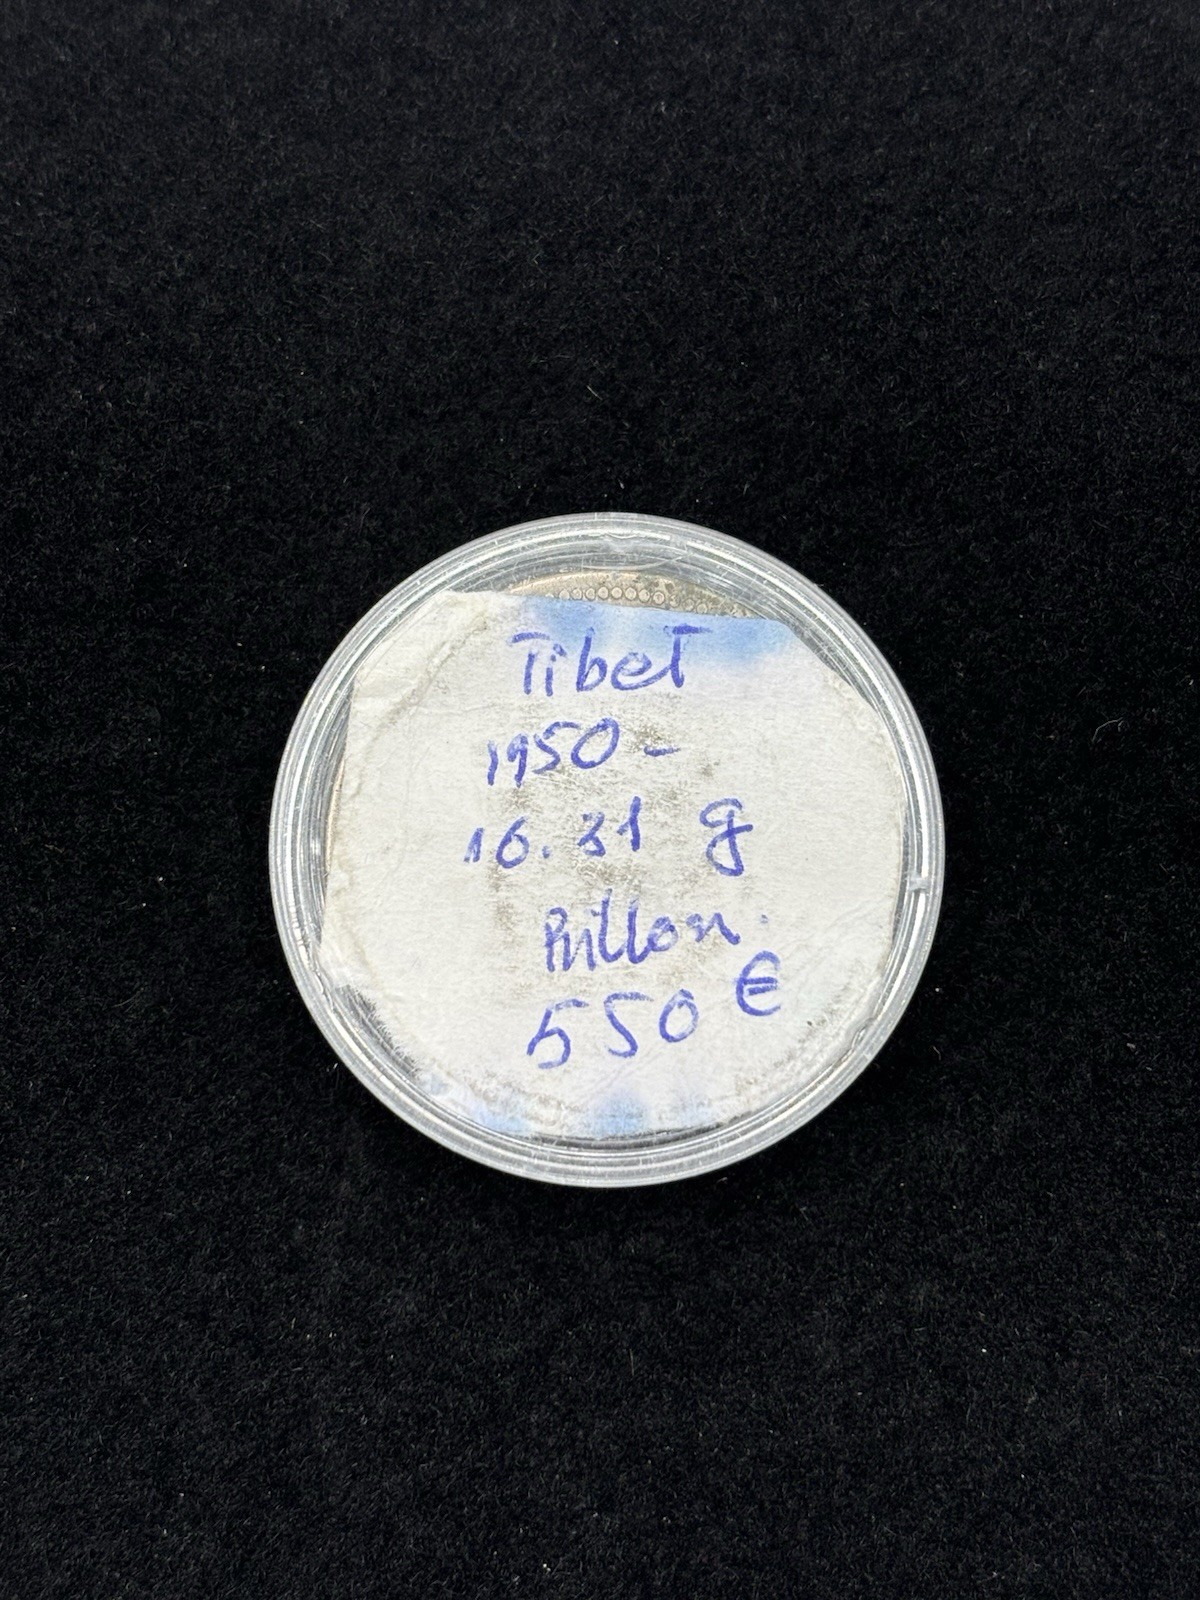 Tibet
1950-
16.31 g
Billon.
550 €